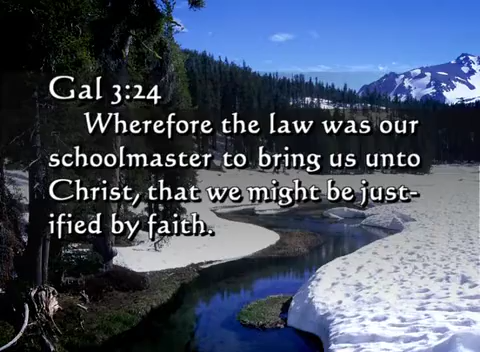 Gal 3:24
Wherefore the law was our
schoolmaster to bring us unto
Christ, that we might be just-
ified by faith.